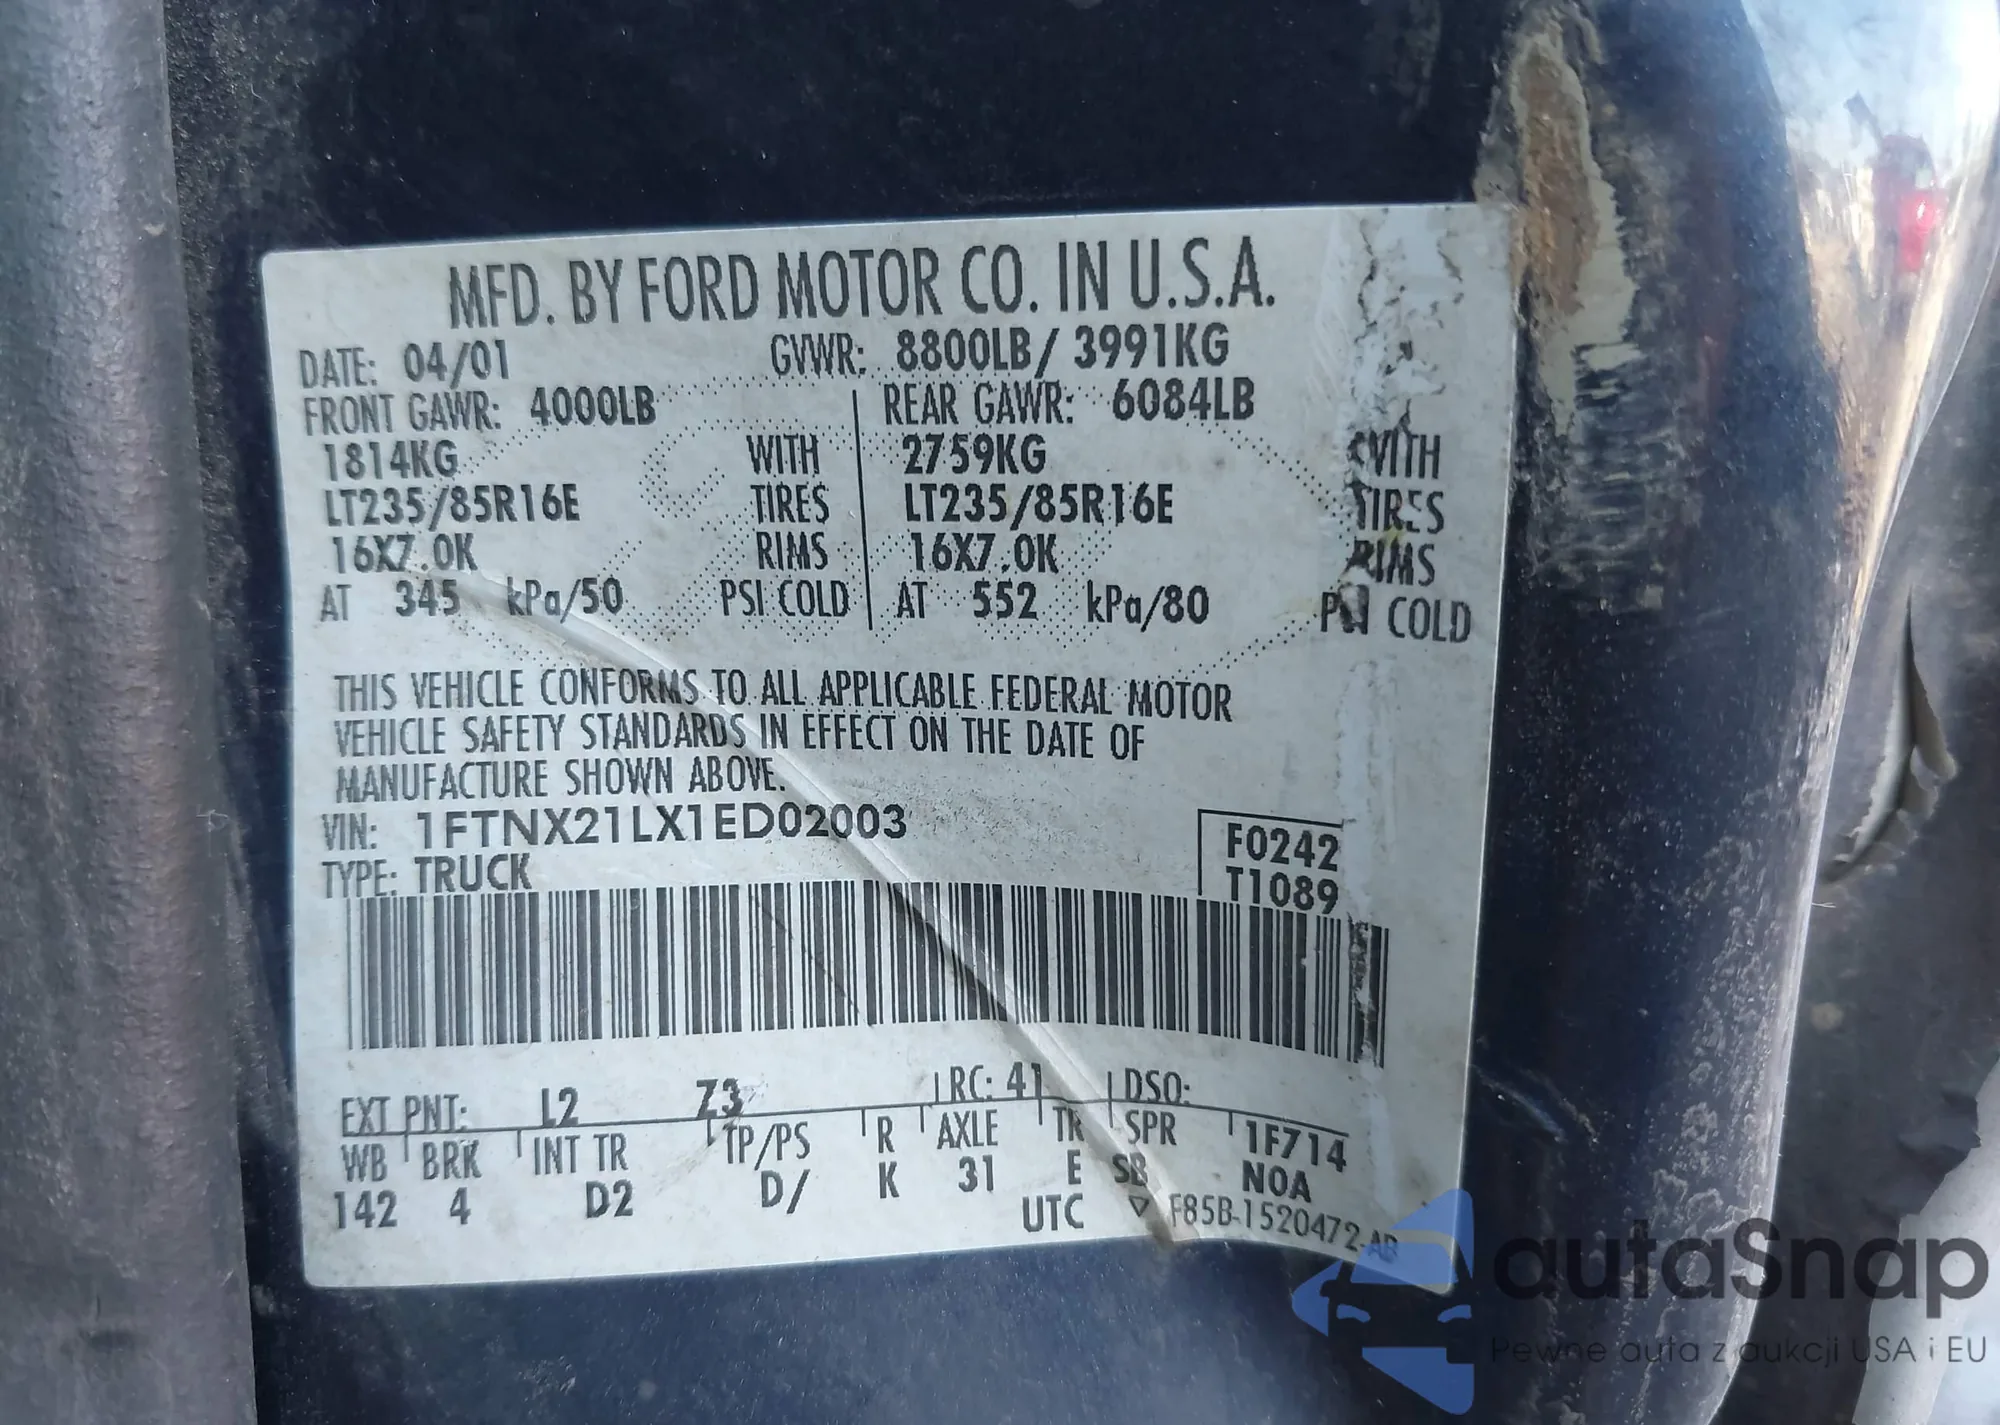 MFD. BY FORD MOTOR CO. IN U.S.A.
DATE: 04/01 GVWR: 8800LB/ 3991KG
FRONT GAWR: 4000LB REAR GAWR: 6084LB
1814KG WITH 2759KG WITH
LT235/85R16E TIRES LT235/85R16E TIRES
16X7.0K RIMS 16X7.0K RIMS
AT 345 kPa/50 PSI COLD AT 552 kPa/80 PSI COLD
THIS VEHICLE CONFORMS TO ALL APPLICABLE FEDERAL MOTOR
VEHICLE SAFETY STANDARDS IN EFFECT ON THE DATE OF
MANUFACTURE SHOWN ABOVE.
VIN: 1FTNX21LX1ED02003
F0242
TYPE: TRUCK
T1089
EXT PNT: L2 Z3 RC: 41 DSO:
WB BRK INT TR TP/PS R AXLE TR SPR 1F714
142 4 D2 D/ K 31 E SB NOA
UTC ▽ F85B-1520472-AB
autaSnap
Pewne auta z aukcji USA i EU